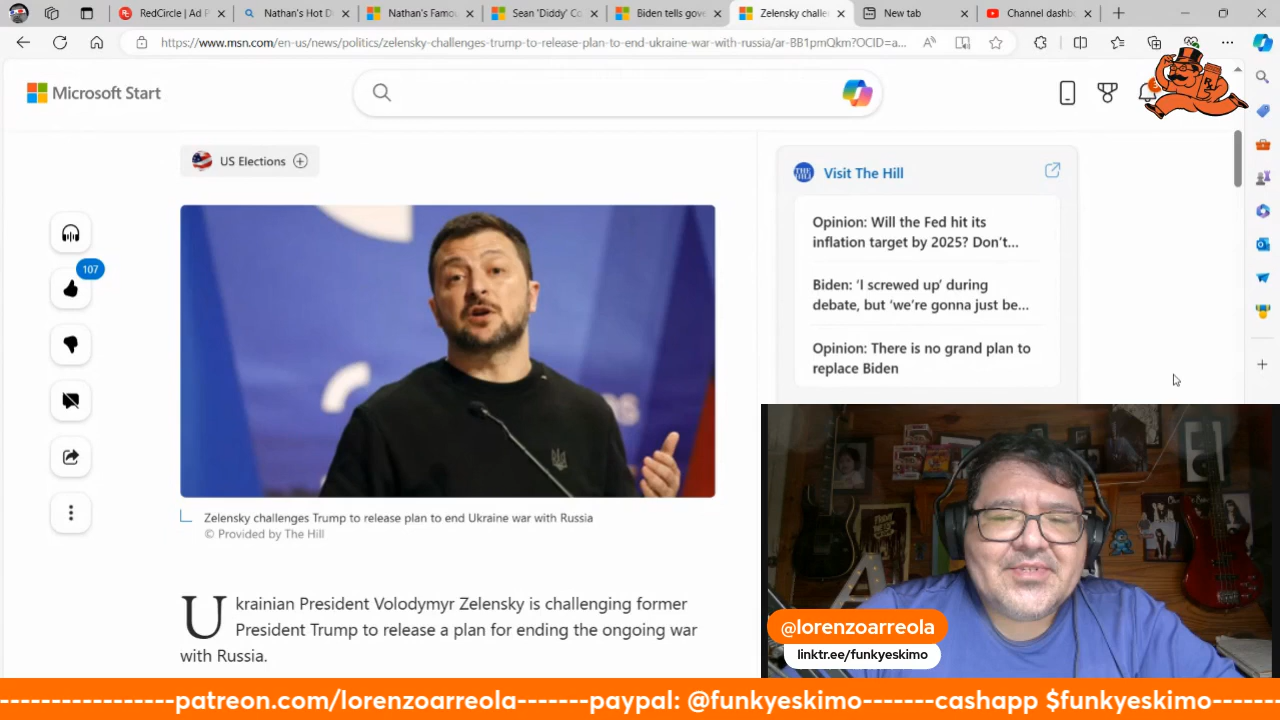 RedCircle | Ad P
Nathan's Hot D
Nathan's Famou
Sean 'Diddy' Co
Biden tells gove
Zelensky challe
New tab
Channel dashbo
https://www.msn.com/en-us/news/politics/zelensky-challenges-trump-to-release-plan-to-end-ukraine-war-with-russia/ar-BB1pmQkm?OCID=a...
Microsoft Start
US Elections
107
Zelensky challenges Trump to release plan to end Ukraine war with Russia
© Provided by The Hill
Ukrainian President Volodymyr Zelensky is challenging former
President Trump to release a plan for ending the ongoing war
with Russia.
Visit The Hill
Opinion: Will the Fed hit its
inflation target by 2025? Don't...
Biden: 'I screwed up' during
debate, but 'we're gonna just be...
Opinion: There is no grand plan to
replace Biden
@lorenzoarreola
linktr.ee/funkyeskimo
-----------------patreon.com/lorenzoarreola-------paypal: @funkyeskimo-------cashapp $funkyeskimo-------